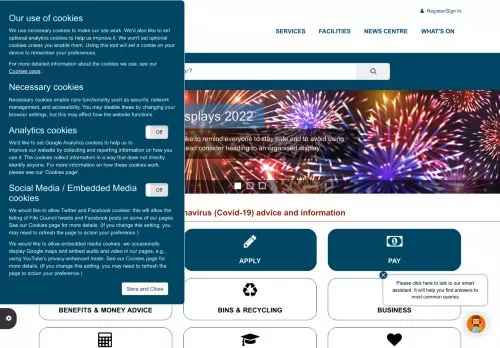 Our use of cookies
We use necessary cookies to make our site work. We'd also like to set
optional analytics cookies to help us improve it. We won't set optional
cookies unless you enable them. Using this tool will set a cookie on your
device to remember your preferences.
For more detailed information about the cookies we use, see our
Cookies page.
Necessary cookies
Necessary cookies enable core functionality such as security, network
management, and accessibility. You may disable these by changing your
browser settings, but this may affect how the website functions.
Analytics cookies
Off
We'd like to set Google Analytics cookies to help us to
improve our website by collecting and reporting information on how you
use it. The cookies collect information in a way that does not directly
identify anyone. For more information on how these cookies work,
please see our 'Cookies page'.
Social Media / Embedded Media
cookies
Off
We would like to allow Twitter and Facebook cookies: this will allow the
listing of Fife Council tweets and Facebook posts on some of our pages.
See our Cookies page for more details. (If you change this setting, you
may need to refresh the page to action your preference.)
We would like to allow embedded media cookies: we occasionally
display Google maps and embed audio and video in our pages, e.g.
using YouTube's privacy-enhanced mode. See our Cookies page for
more details. (If you change this setting, you may need to refresh the
page to action your preference.)
Save and Close
Register/Sign in
SERVICES
FACILITIES
NEWS CENTRE
WHAT'S ON
er?
splays 2022
ke to remind everyone to stay safe and to avoid using
ead consider heading to an organised display.
navirus (Covid-19) advice and information
APPLY
PAY
BENEFITS & MONEY ADVICE
BINS & RECYCLING
BUSINESS
Please click here to talk to our smart
assistant. It will help you find answers to
most common queries